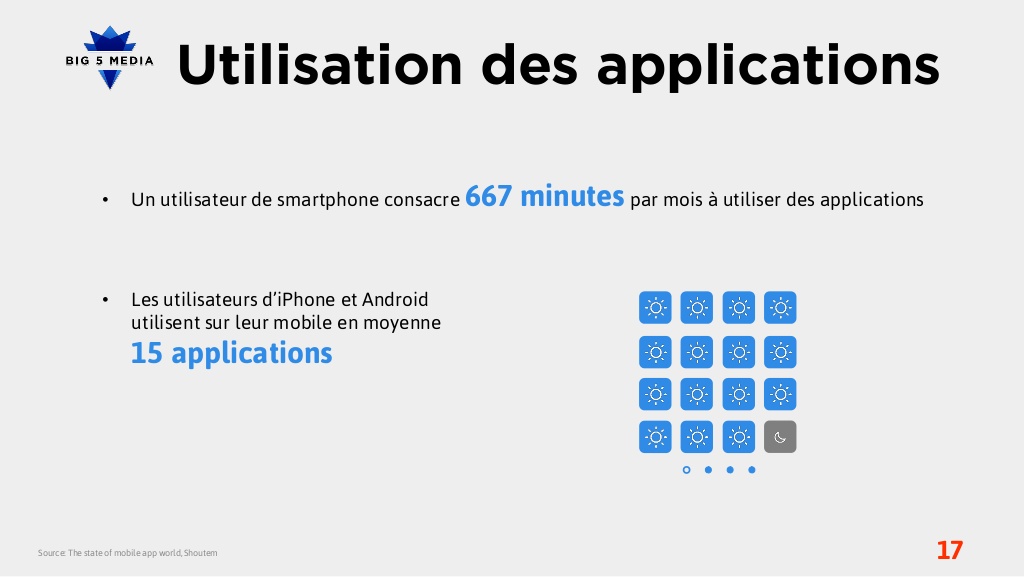 BIG 5 MEDIA
Utilisation des applications
• Un utilisateur de smartphone consacre 667 minutes par mois à utiliser des applications
• Les utilisateurs d’iPhone et Android
utilisent sur leur mobile en moyenne
15 applications
Source: The state of mobile app world, Shoutem
17